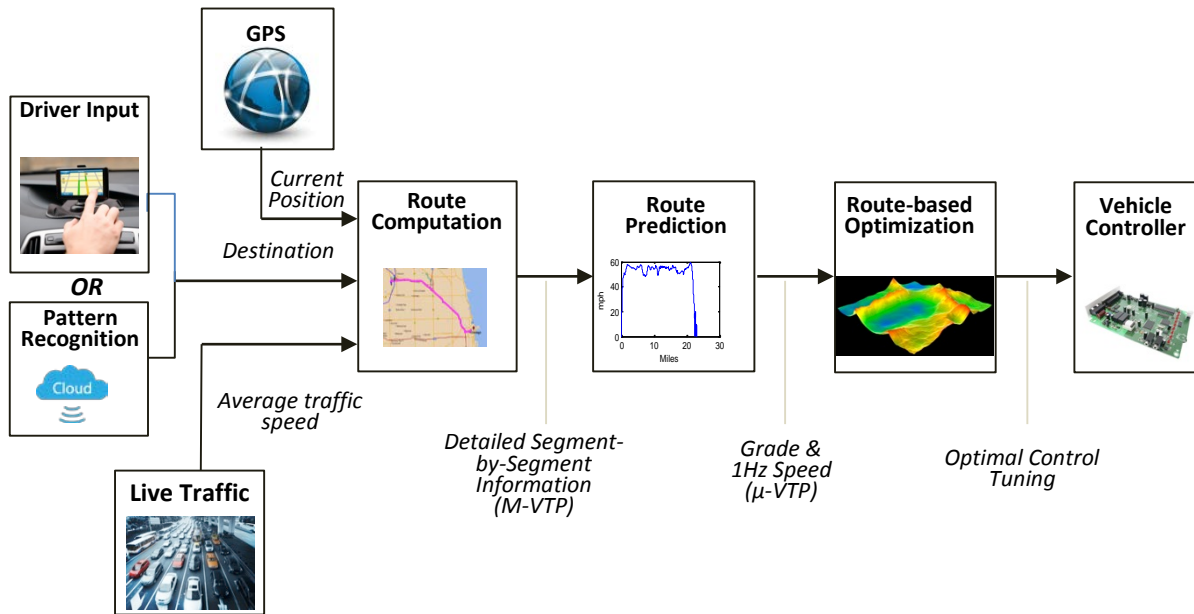 GPS
Driver Input
OR
Pattern
Recognition
Cloud
Live Traffic
Current
Position
Destination
Average traffic
speed
Route
Computation
Detailed Segment-
by-Segment
Information
(M-VTP)
Route
Prediction
60
40
20
0
mph
0
10
20
30
Miles
Grade &
1Hz Speed
(μ-VTP)
Route-based
Optimization
Optimal Control
Tuning
Vehicle
Controller